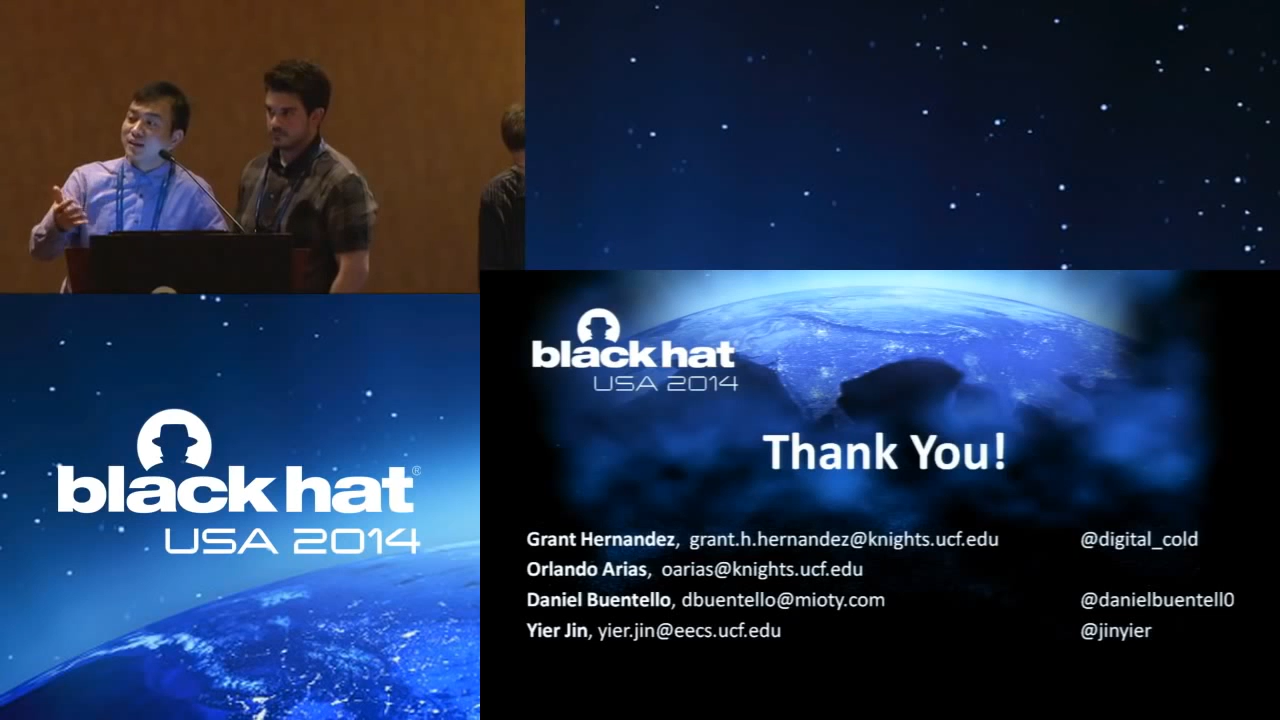 black hat®
USA 2014
black hat
USA 2014
Thank You!
Grant Hernandez, grant.h.hernandez@knights.ucf.edu @digital_cold
Orlando Arias, oarias@knights.ucf.edu
Daniel Buentello, dbuentello@mioty.com @danielbuentell0
Yier Jin, yier.jin@eecs.ucf.edu @jinyier